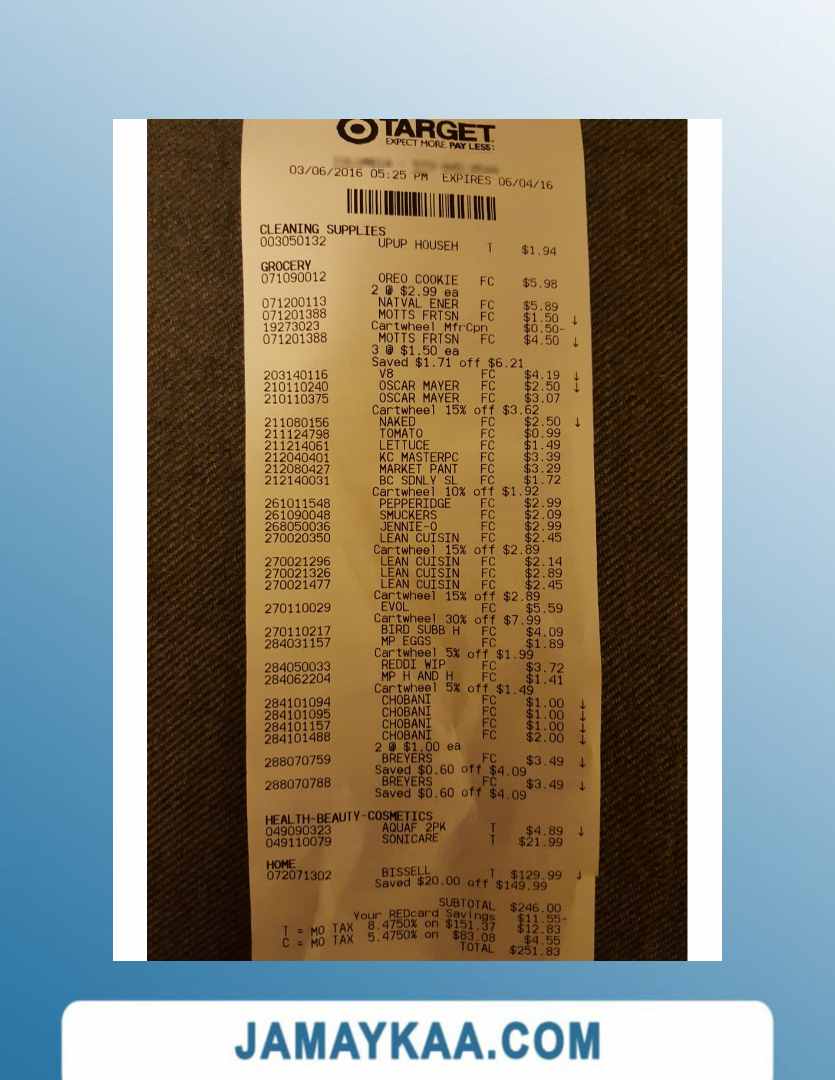 TARGET
EXPECT MORE. PAY LESS.
03/06/2016 05:25 PM EXPIRES 06/04/16
CLEANING SUPPLIES
003050132 UPUP HOUSEH T $1.94
GROCERY
071090012 OREO COOKIE FC $5.98
2 @ $2.99 ea
071200113 NATVAL ENER FC $5.89
071201388 MOTTS FRTSN FC $1.50 ↓
19273023 Cartwheel MfrCpn $0.50-
071201388 MOTTS FRTSN FC $4.50 ↓
3 @ $1.50 ea
Saved $1.71 off $6.21
203140116 V8 FC $4.19 ↓
210110240 OSCAR MAYER FC $2.50 ↓
210110375 OSCAR MAYER FC $3.07
Cartwheel 15% off $3.62
211080156 NAKED FC $2.50 ↓
211124798 TOMATO FC $0.99
211214061 LETTUCE FC $1.49
212040401 KC MASTERPC FC $3.39
212080427 MARKET PANT FC $3.29
212140031 BC SDNLY SL FC $1.72
Cartwheel 10% off $1.92
261011548 PEPPERIDGE FC $2.99
261090048 SMUCKERS FC $2.09
268050036 JENNIE-O FC $2.99
270020350 LEAN CUISIN FC $2.45
Cartwheel 15% off $2.89
270021296 LEAN CUISIN FC $2.14
270021326 LEAN CUISIN FC $2.89
270021477 LEAN CUISIN FC $2.45
Cartwheel 15% off $2.89
270110029 EVOL FC $5.59
Cartwheel 30% off $7.99
270110217 BIRD SUBB H FC $4.09
284031157 MP EGGS FC $1.89
Cartwheel 5% off $1.99
284050033 REDDI WIP FC $3.72
284062204 MP H AND H FC $1.41
Cartwheel 5% off $1.49
284101094 CHOBANI FC $1.00 ↓
284101095 CHOBANI FC $1.00 ↓
284101157 CHOBANI FC $1.00 ↓
284101488 CHOBANI FC $2.00 ↓
2 @ $1.00 ea
288070759 BREYERS FC $3.49 ↓
Saved $0.60 off $4.09
288070788 BREYERS FC $3.49 ↓
Saved $0.60 off $4.09
HEALTH-BEAUTY-COSMETICS
049090323 AQUAF 2PK T $4.89 ↓
049110079 SONICARE T $21.99
HOME
072071302 BISSELL T $129.99 ↓
Saved $20.00 off $149.99
SUBTOTAL $246.00
Your REDcard Savings $11.55-
T = MO TAX 8.4750% on $151.37 $12.83
C = MO TAX 5.4750% on $83.08 $4.55
TOTAL $251.83
JAMAYKAA.COM